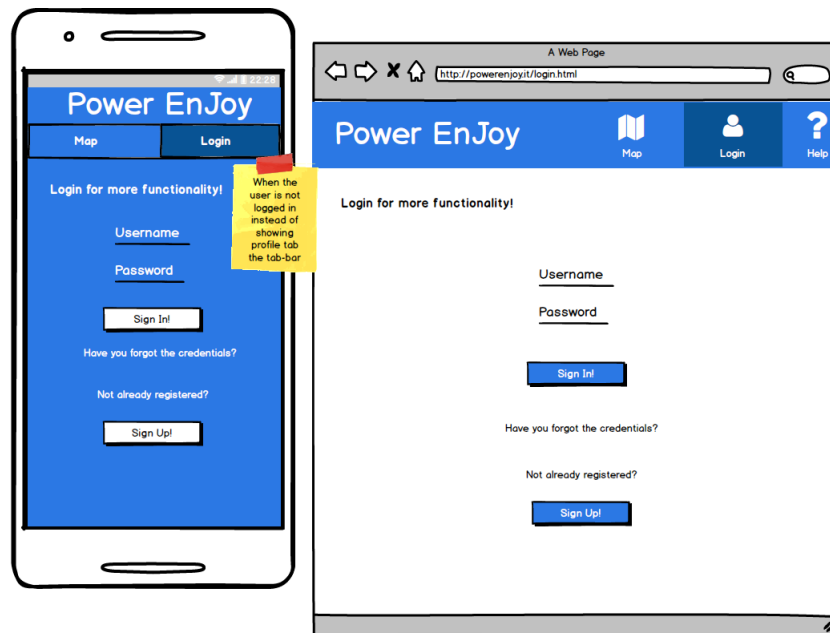 22:28
Power EnJoy
Map
Login
Login for more functionality!
Username
Password
Sign In!
Have you forgot the credentials?
Not already registered?
Sign Up!
When the
user is not
logged in
instead of
showing
profile tab
the tab-bar
A Web Page
http://powerenjoy.it/login.html
Power EnJoy
Map
Login
Help
Login for more functionality!
Username
Password
Sign In!
Have you forgot the credentials?
Not already registered?
Sign Up!